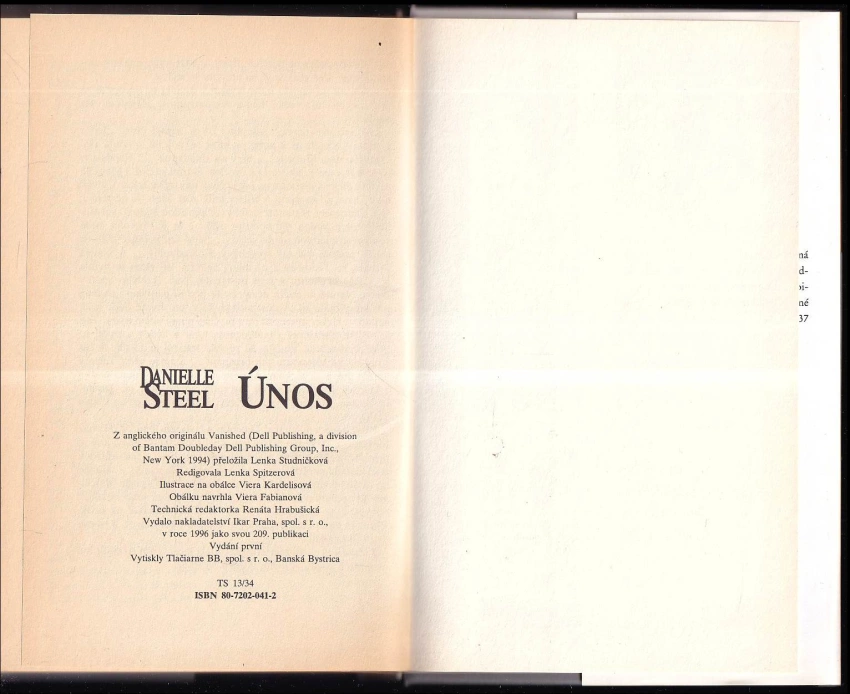 DANIELLE
STEEL ÚNOS
Z anglického originálu Vanished (Dell Publishing, a division
of Bantam Doubleday Dell Publishing Group, Inc.,
New York 1994) přeložila Lenka Studničková
Redigovala Lenka Spitzerová
Ilustrace na obálce Viera Kardelisová
Obálku navrhla Viera Fabianová
Technická redaktorka Renáta Hrabušická
Vydalo nakladatelství Ikar Praha, spol. s r. o.,
v roce 1996 jako svou 209. publikaci
Vydání první
Vytiskly Tlačiarne BB, spol. s r. o., Banská Bystrica
TS 13/34
ISBN 80-7202-041-2
ná
d-
i-
né
37